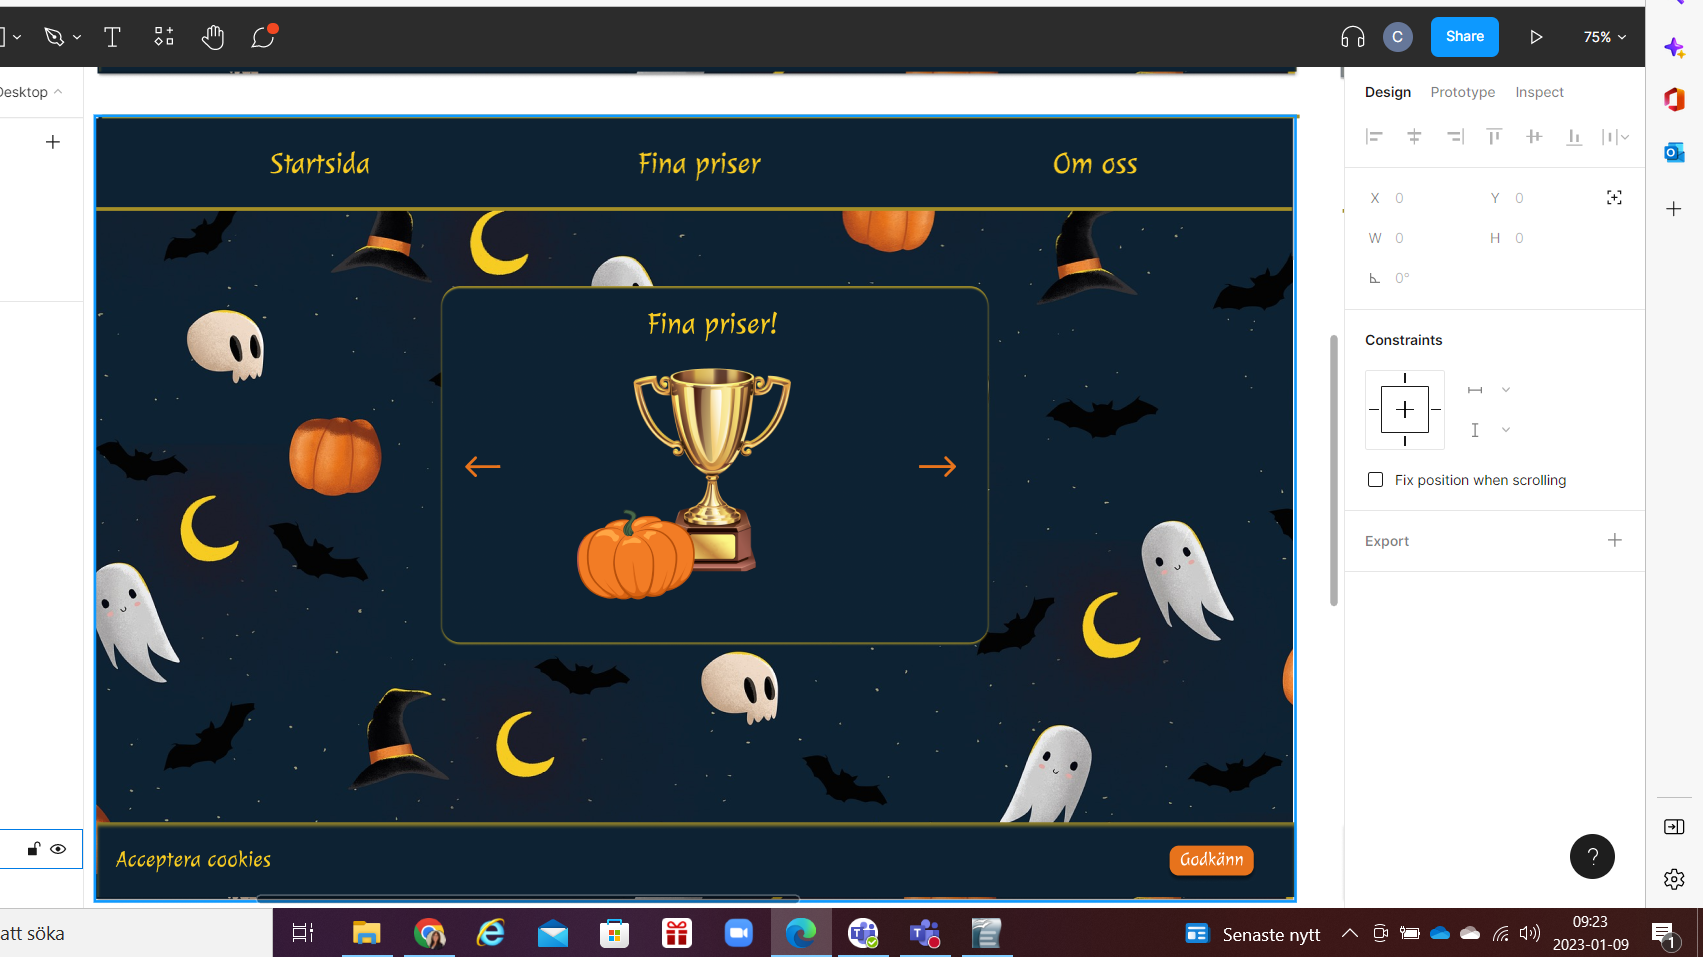 C
Share
75%
Desktop
Design
Prototype
Inspect
Startsida
Fina priser
Om oss
X 0
Y 0
W 0
H 0
0°
Fina priser!
Constraints
Fix position when scrolling
Export
Acceptera cookies
Godkänn
?
att söka
Senaste nytt
09:23
2023-01-09
1